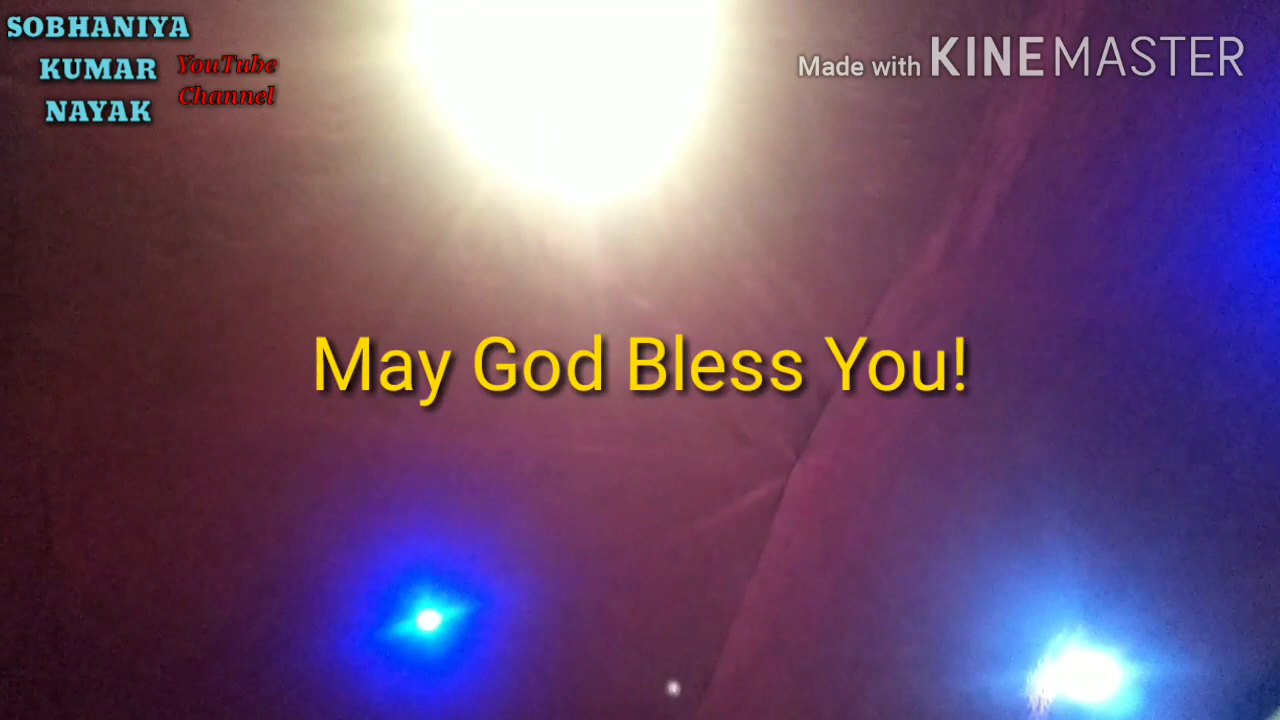 SOBHANIYA
KUMAR
NAYAK
YouTube
Channel
Made with KINEMASTER
May God Bless You!